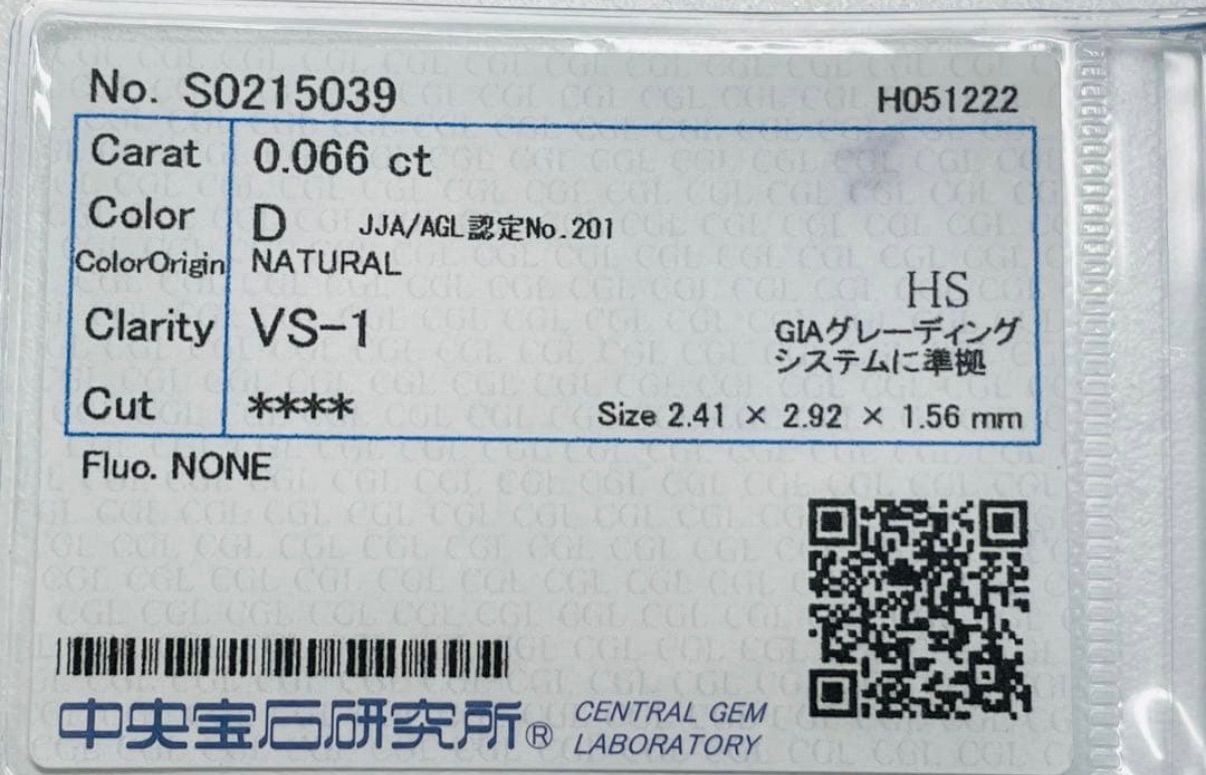 No. S0215039 H051222
Carat 0.066 ct
Color D JJA/AGL認定No.201
ColorOrigin NATURAL
HS
Clarity VS-1 GIAグレーディング
システムに準拠
Cut **** Size 2.41 × 2.92 × 1.56 mm
Fluo. NONE
中央宝石研究所® CENTRAL GEM
LABORATORY